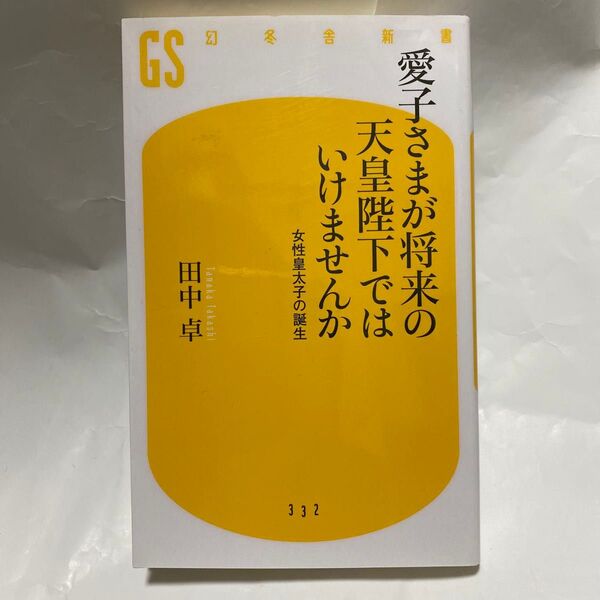 GS 幻冬舎新書
愛子さまが将来の
天皇陛下では
いけませんか
女性皇太子の誕生
田中 卓
Tanaka Takashi
332